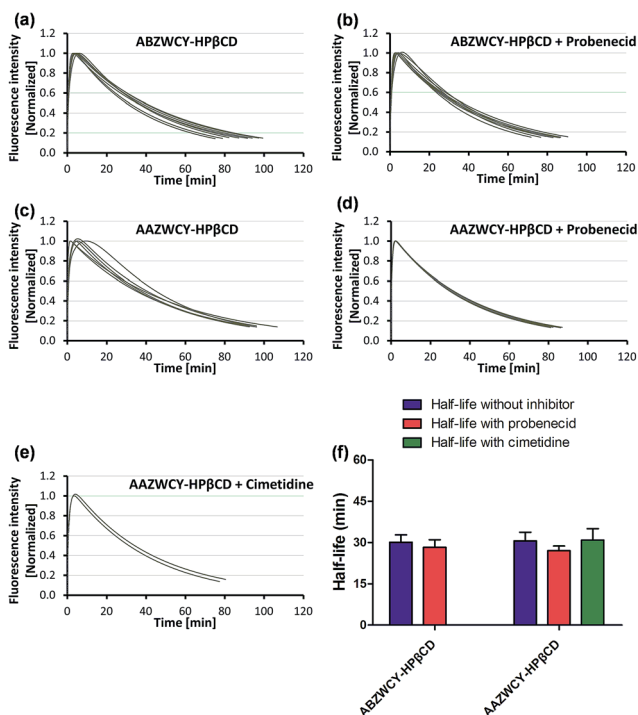 (a)
ABZWCY-HPβCD
Fluorescence intensity
[Normalized]
1.2
1.0
0.8
0.6
0.4
0.2
0.0
0 20 40 60 80 100 120
Time [min]
(b)
ABZWCY-HPβCD + Probenecid
Fluorescence intensity
[Normalized]
1.2
1.0
0.8
0.6
0.4
0.2
0.0
0 20 40 60 80 100 120
Time [min]
(c)
AAZWCY-HPβCD
Fluorescence intensity
[Normalized]
1.2
1.0
0.8
0.6
0.4
0.2
0.0
0 20 40 60 80 100 120
Time [min]
(d)
AAZWCY-HPβCD + Probenecid
Fluorescence intensity
[Normalized]
1.2
1.0
0.8
0.6
0.4
0.2
0.0
0 20 40 60 80 100 120
Time [min]
(e)
AAZWCY-HPβCD + Cimetidine
Fluorescence intensity
[Normalized]
1.2
1.0
0.8
0.6
0.4
0.2
0.0
0 20 40 60 80 100 120
Time [min]
Half-life without inhibitor
Half-life with probenecid
Half-life with cimetidine
(f)
Half-life (min)
60
45
30
15
0
ABZWCY-HPβCD
AAZWCY-HPβCD